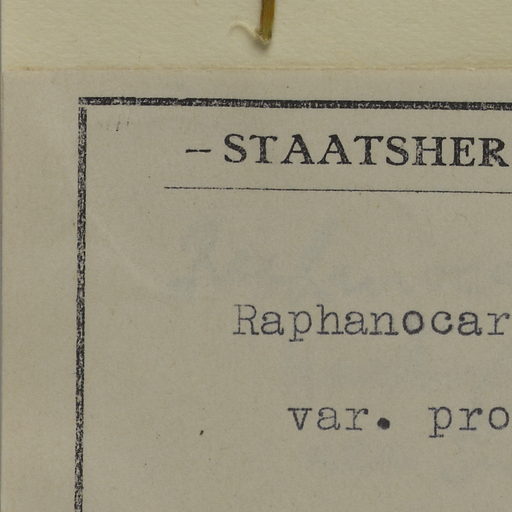 – STAATSHER
Raphanocar
var. pro